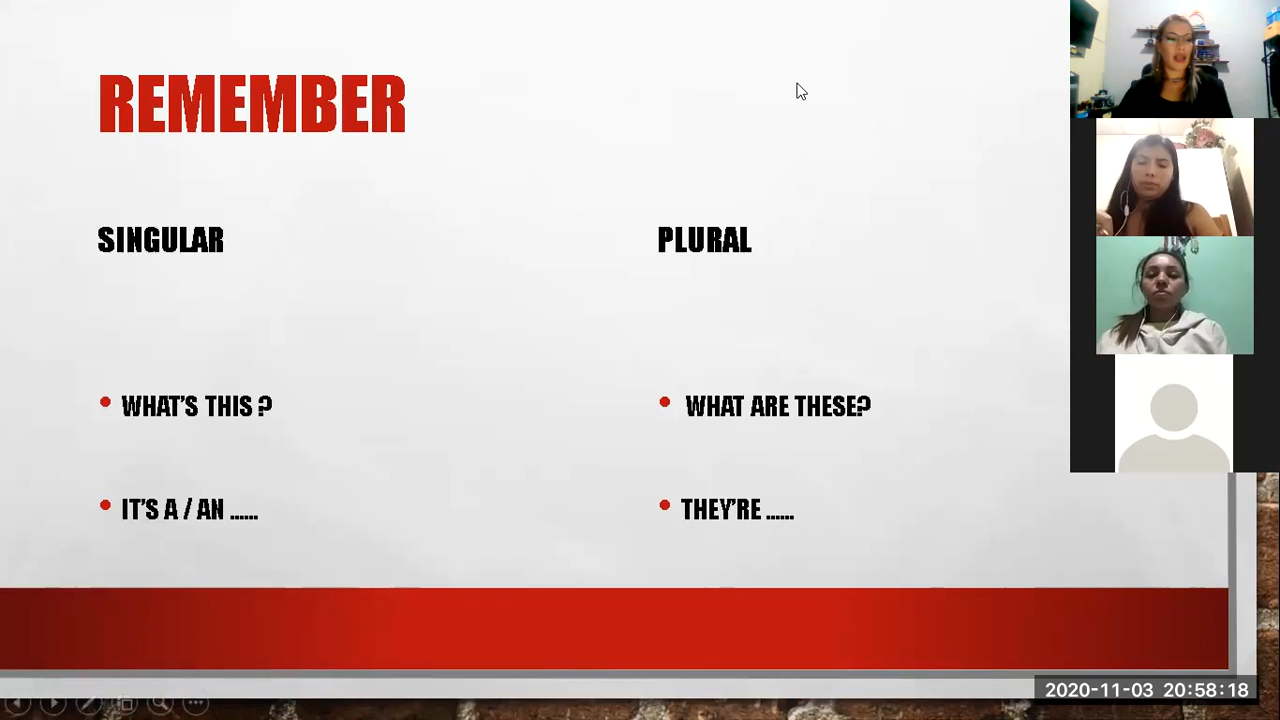 REMEMBER
SINGULAR
PLURAL
• WHAT'S THIS ?
• WHAT ARE THESE?
• IT'S A / AN ......
• THEY'RE ......
2020-11-03 20:58:18